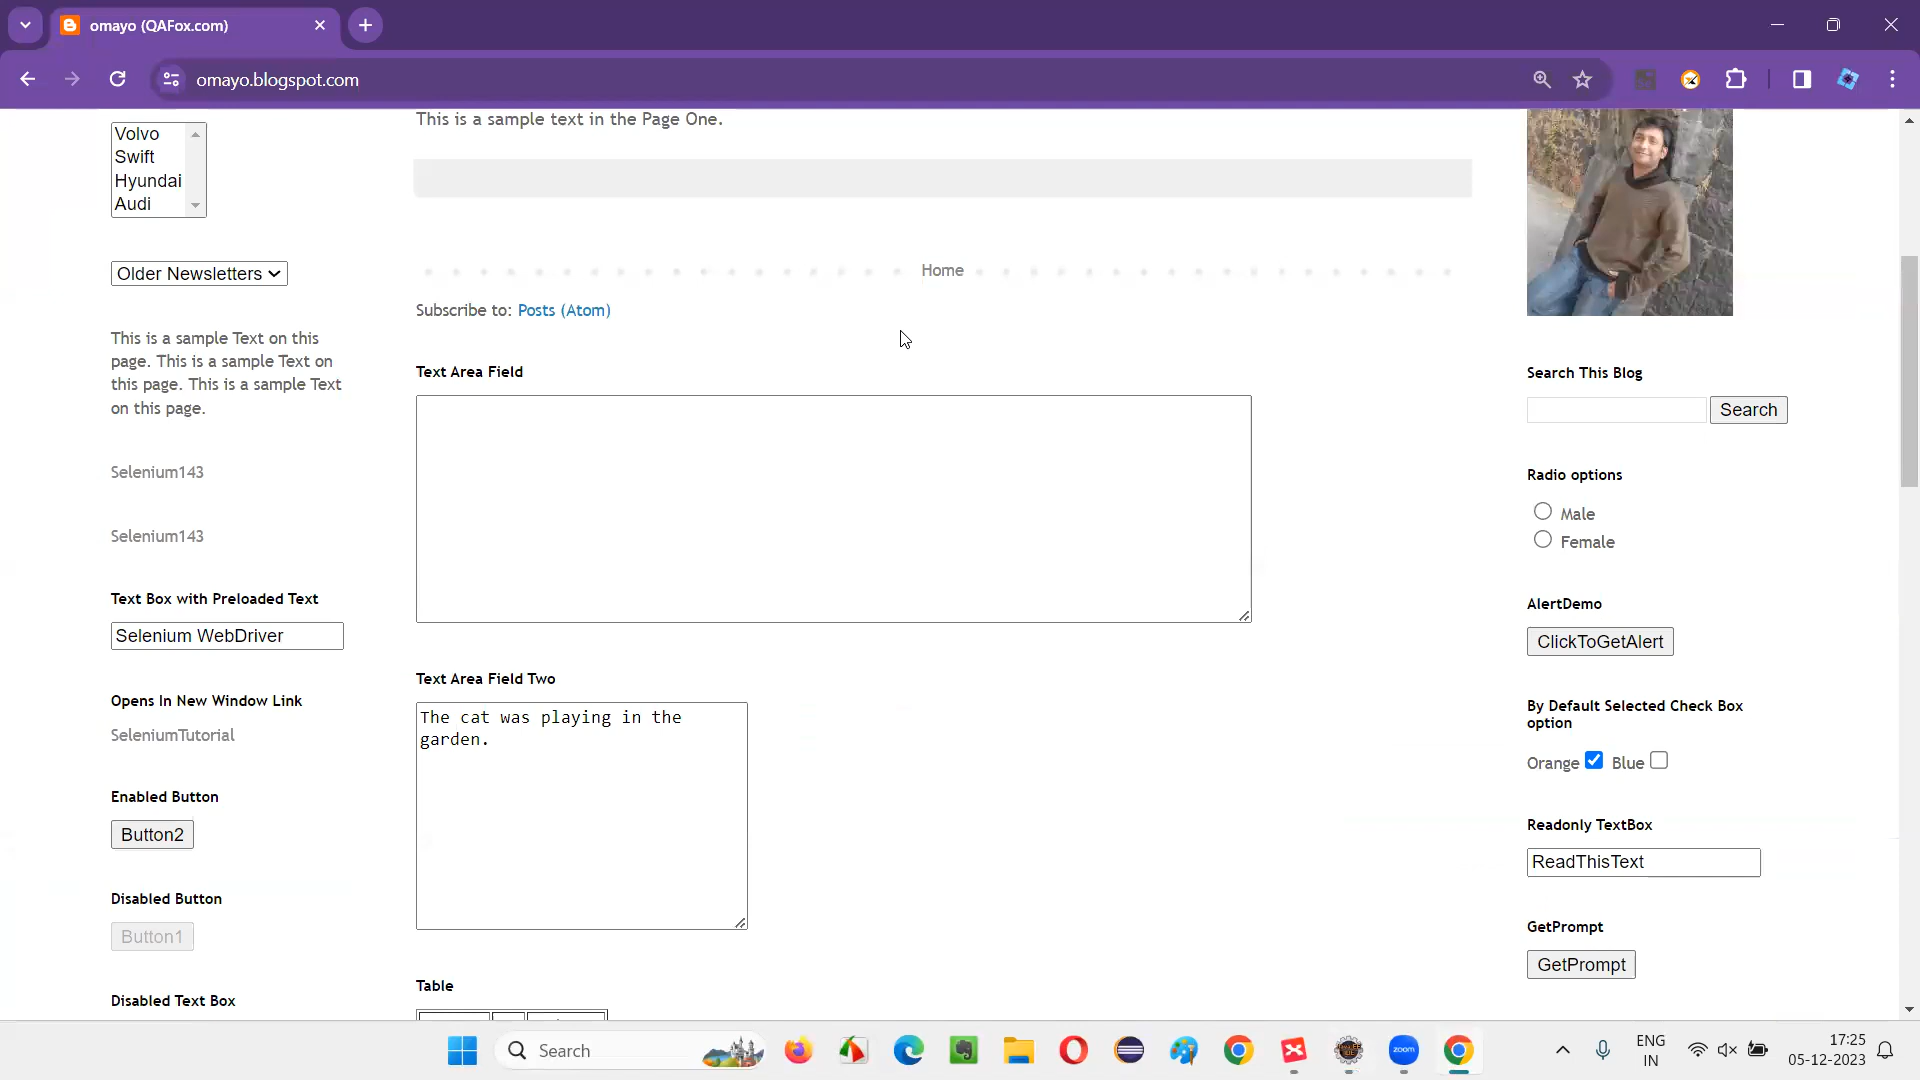 omayo (QAFox.com)
omayo.blogspot.com
Volvo
Swift
Hyundai
Audi
Older Newsletters
This is a sample Text on this
page. This is a sample Text on
this page. This is a sample Text
on this page.
Selenium143
Selenium143
Text Box with Preloaded Text
Selenium WebDriver
Opens In New Window Link
SeleniumTutorial
Enabled Button
Button2
Disabled Button
Button1
Disabled Text Box
This is a sample text in the Page One.
Home
Subscribe to: Posts (Atom)
Text Area Field
Text Area Field Two
The cat was playing in the
garden.
Table
Search This Blog
Search
Radio options
Male
Female
AlertDemo
ClickToGetAlert
By Default Selected Check Box
option
Orange Blue
Readonly TextBox
ReadThisText
GetPrompt
GetPrompt
Search
zoom
ENG
IN
17:25
05-12-2023